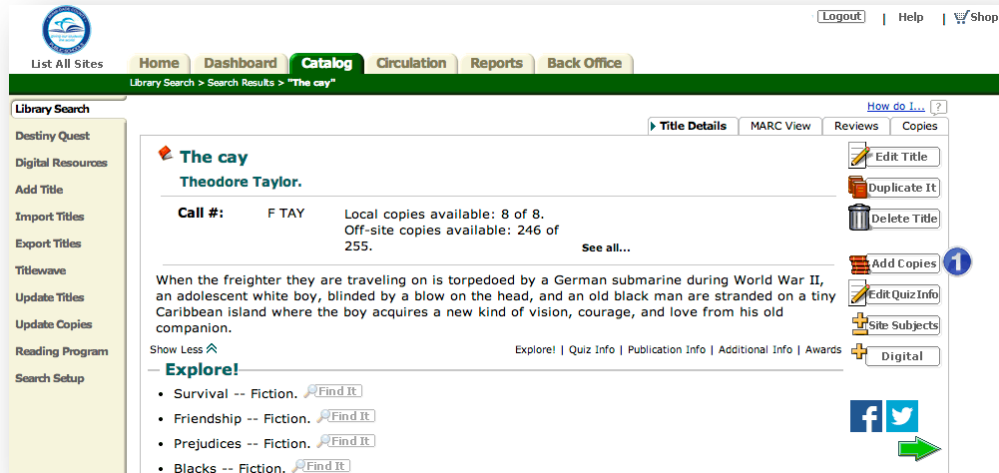 Logout | Help | Shop
List All Sites
Home Dashboard Catalog Circulation Reports Back Office
Library Search > Search Results > "The cay"
Library Search
Destiny Quest
Digital Resources
Add Title
Import Titles
Export Titles
Titlewave
Update Titles
Update Copies
Reading Program
Search Setup
How do I... ?
Title Details MARC View Reviews Copies
The cay
Theodore Taylor.
Call #: F TAY Local copies available: 8 of 8.
Off-site copies available: 246 of
255. See all...
When the freighter they are traveling on is torpedoed by a German submarine during World War II,
an adolescent white boy, blinded by a blow on the head, and an old black man are stranded on a tiny
Caribbean island where the boy acquires a new kind of vision, courage, and love from his old
companion.
Show Less Explore! | Quiz Info | Publication Info | Additional Info | Awards
Explore!
• Survival -- Fiction. Find It
• Friendship -- Fiction. Find It
• Prejudices -- Fiction. Find It
• Blacks -- Fiction. Find It
Edit Title
Duplicate It
Delete Title
Add Copies 1
Edit Quiz Info
Site Subjects
Digital